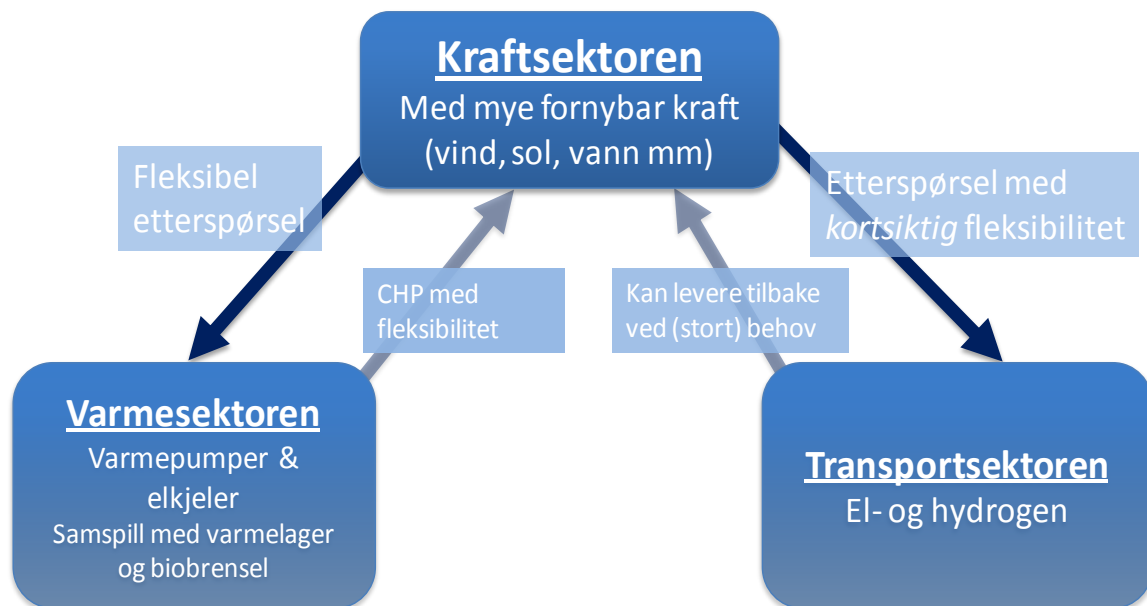 Kraftsektoren
Med mye fornybar kraft
(vind, sol, vann mm)
Fleksibel
etterspørsel
Etterspørsel med
kortsiktig fleksibilitet
CHP med
fleksibilitet
Kan levere tilbake
ved (stort) behov
Varmesektoren
Varmepumper &
elkjeler
Samspill med varmelager
og biobrensel
Transportsektoren
El- og hydrogen